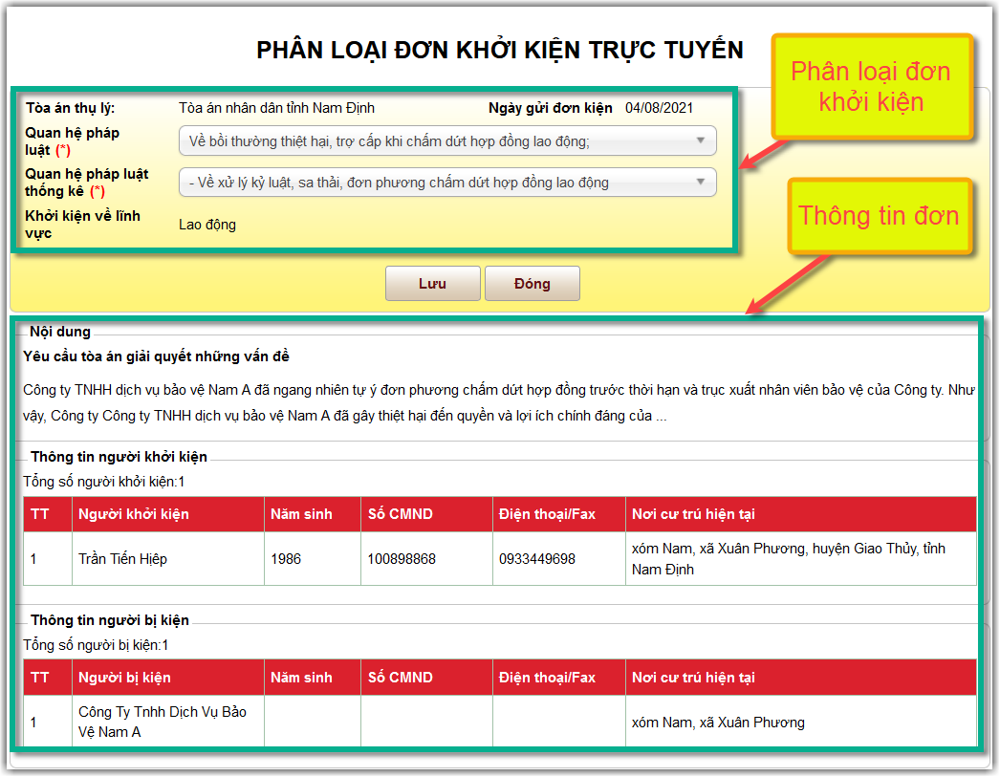 PHÂN LOẠI ĐƠN KHỞI KIỆN TRỰC TUYẾN
Phân loại đơn
khởi kiện
Tòa án thụ lý: Tòa án nhân dân tỉnh Nam Định Ngày gửi đơn kiện 04/08/2021
Quan hệ pháp
luật (*)
Về bồi thường thiệt hại, trợ cấp khi chấm dứt hợp đồng lao động;
Quan hệ pháp luật
thống kê (*)
- Về xử lý kỷ luật, sa thải, đơn phương chấm dứt hợp đồng lao động
Thông tin đơn
Khởi kiện về lĩnh
vực
Lao động
Lưu Đóng
Nội dung
Yêu cầu tòa án giải quyết những vấn đề
Công ty TNHH dịch vụ bảo vệ Nam A đã ngang nhiên tự ý đơn phương chấm dứt hợp đồng trước thời hạn và trục xuất nhân viên bảo vệ của Công ty. Như
vậy, Công ty Công ty TNHH dịch vụ bảo vệ Nam A đã gây thiệt hại đến quyền và lợi ích chính đáng của ...
Thông tin người khởi kiện
Tổng số người khởi kiện:1
TT Người khởi kiện Năm sinh Số CMND Điện thoại/Fax Nơi cư trú hiện tại
1 Trần Tiến Hiệp 1986 100898868 0933449698 xóm Nam, xã Xuân Phương, huyện Giao Thủy, tỉnh
Nam Định
Thông tin người bị kiện
Tổng số người bị kiện:1
TT Người bị kiện Năm sinh Số CMND Điện thoại/Fax Nơi cư trú hiện tại
1 Công Ty Tnhh Dịch Vụ Bảo
Vệ Nam A
xóm Nam, xã Xuân Phương